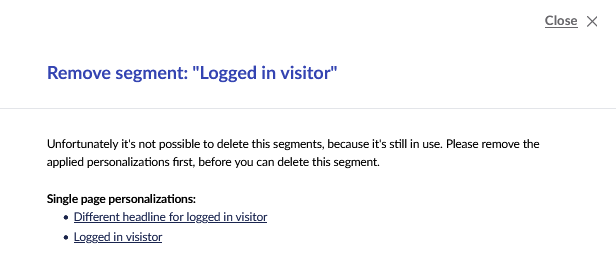 Close
Remove segment: "Logged in visitor"
Unfortunately it's not possible to delete this segments, because it's still in use. Please remove the
applied personalizations first, before you can delete this segment.
Single page personalizations:
• Different headline for logged in visitor
• Logged in visistor